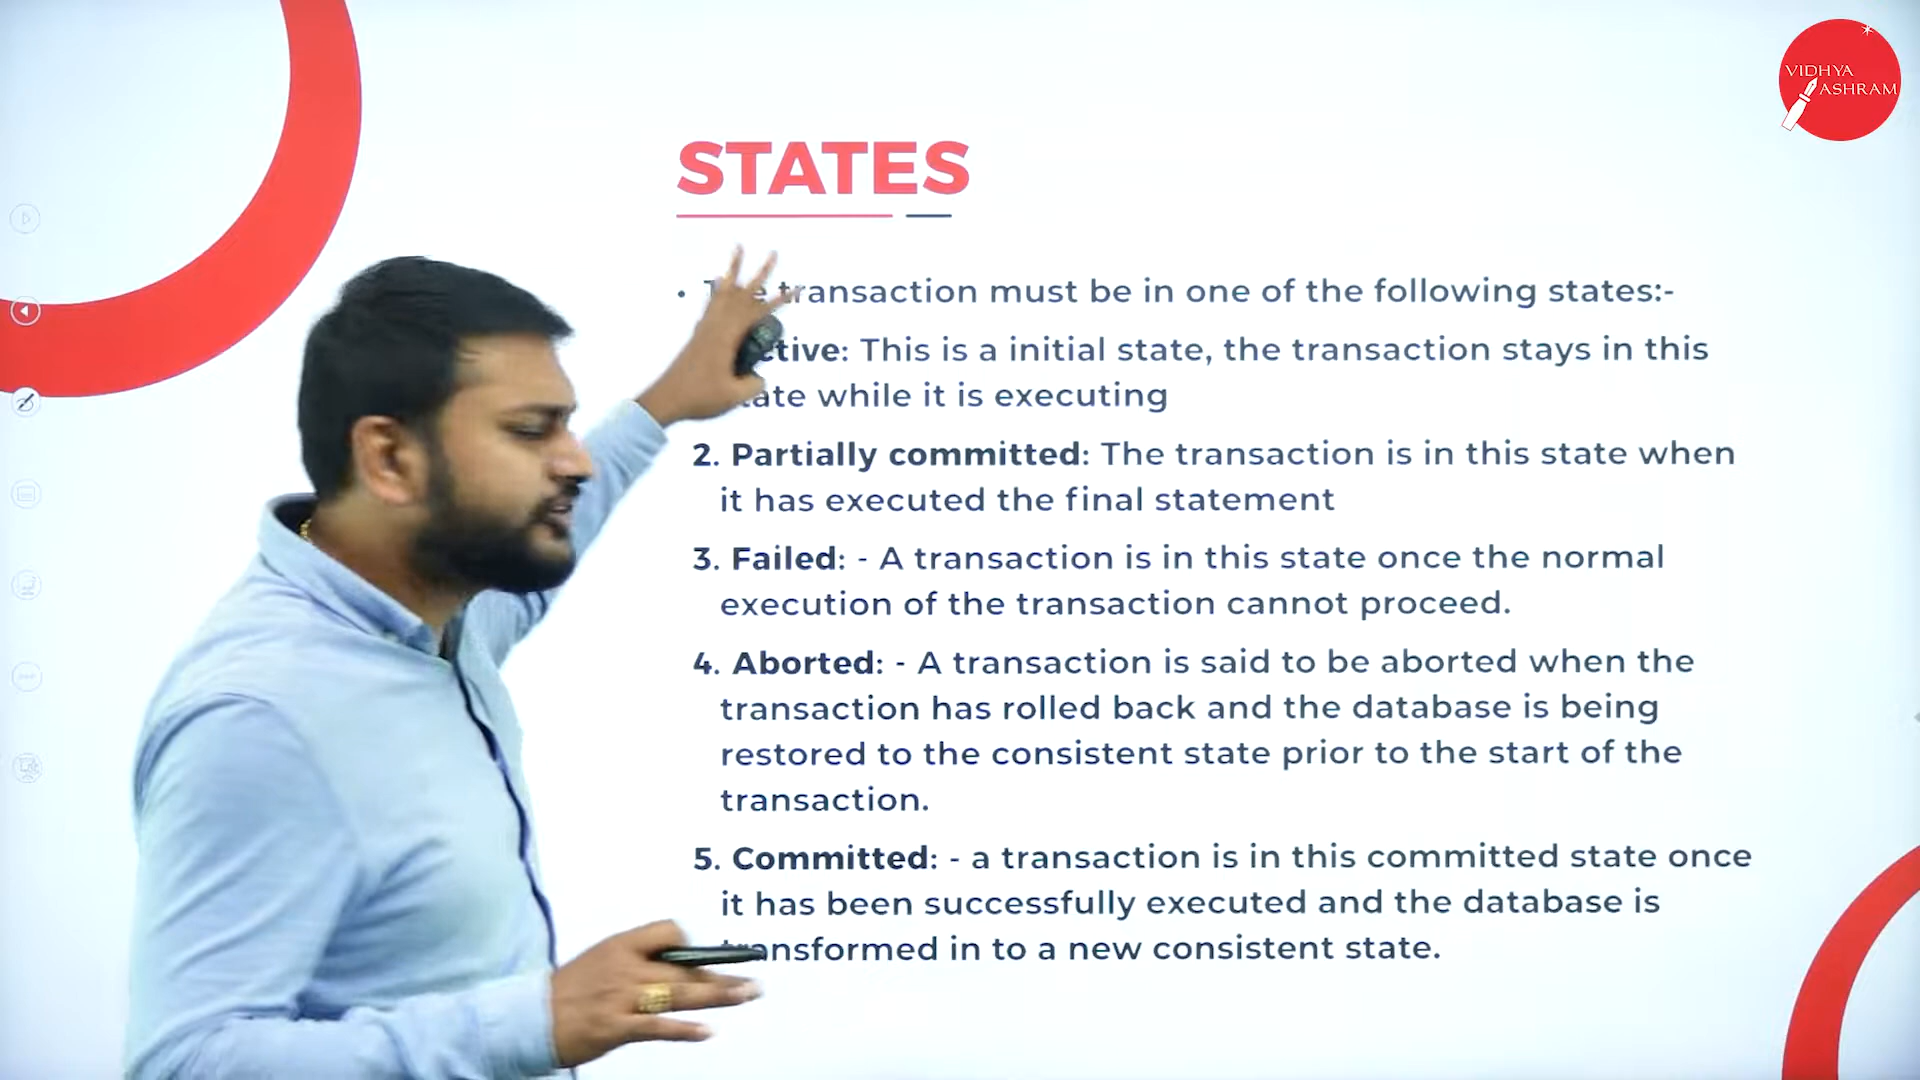 VIDHYA
ASHRAM
STATES
• transaction must be in one of the following states:-
This is a initial state, the transaction stays in this
while it is executing
2. Partially committed: The transaction is in this state when
it has executed the final statement
3. Failed: - A transaction is in this state once the normal
execution of the transaction cannot proceed.
4. Aborted: - A transaction is said to be aborted when the
transaction has rolled back and the database is being
restored to the consistent state prior to the start of the
transaction.
5. Committed: - a transaction is in this committed state once
it has been successfully executed and the database is
transformed in to a new consistent state.